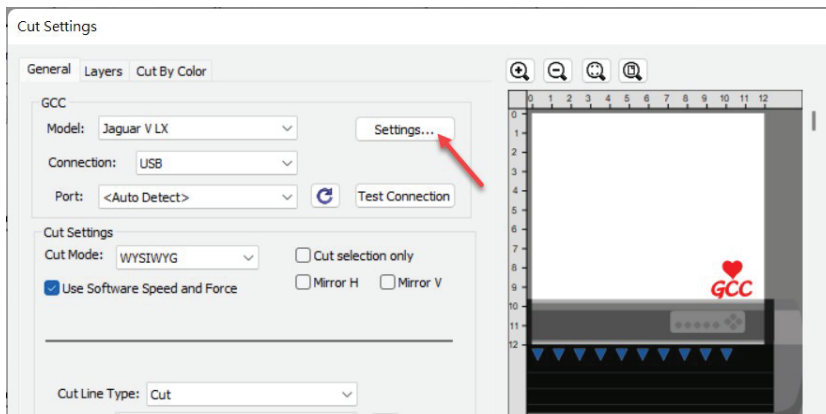 Cut Settings
General Layers Cut By Color
GCC
Model: Jaguar V LX Settings...
Connection: USB
Port: <Auto Detect> Test Connection
Cut Settings
Cut Mode: WYSIWYG Cut selection only
Use Software Speed and Force Mirror H Mirror V
Cut Line Type: Cut
0 1 2 3 4 5 6 7 8 9 10 11 12
0
1
2
3
4
5
6
7
8
9
10
11
12
GCC